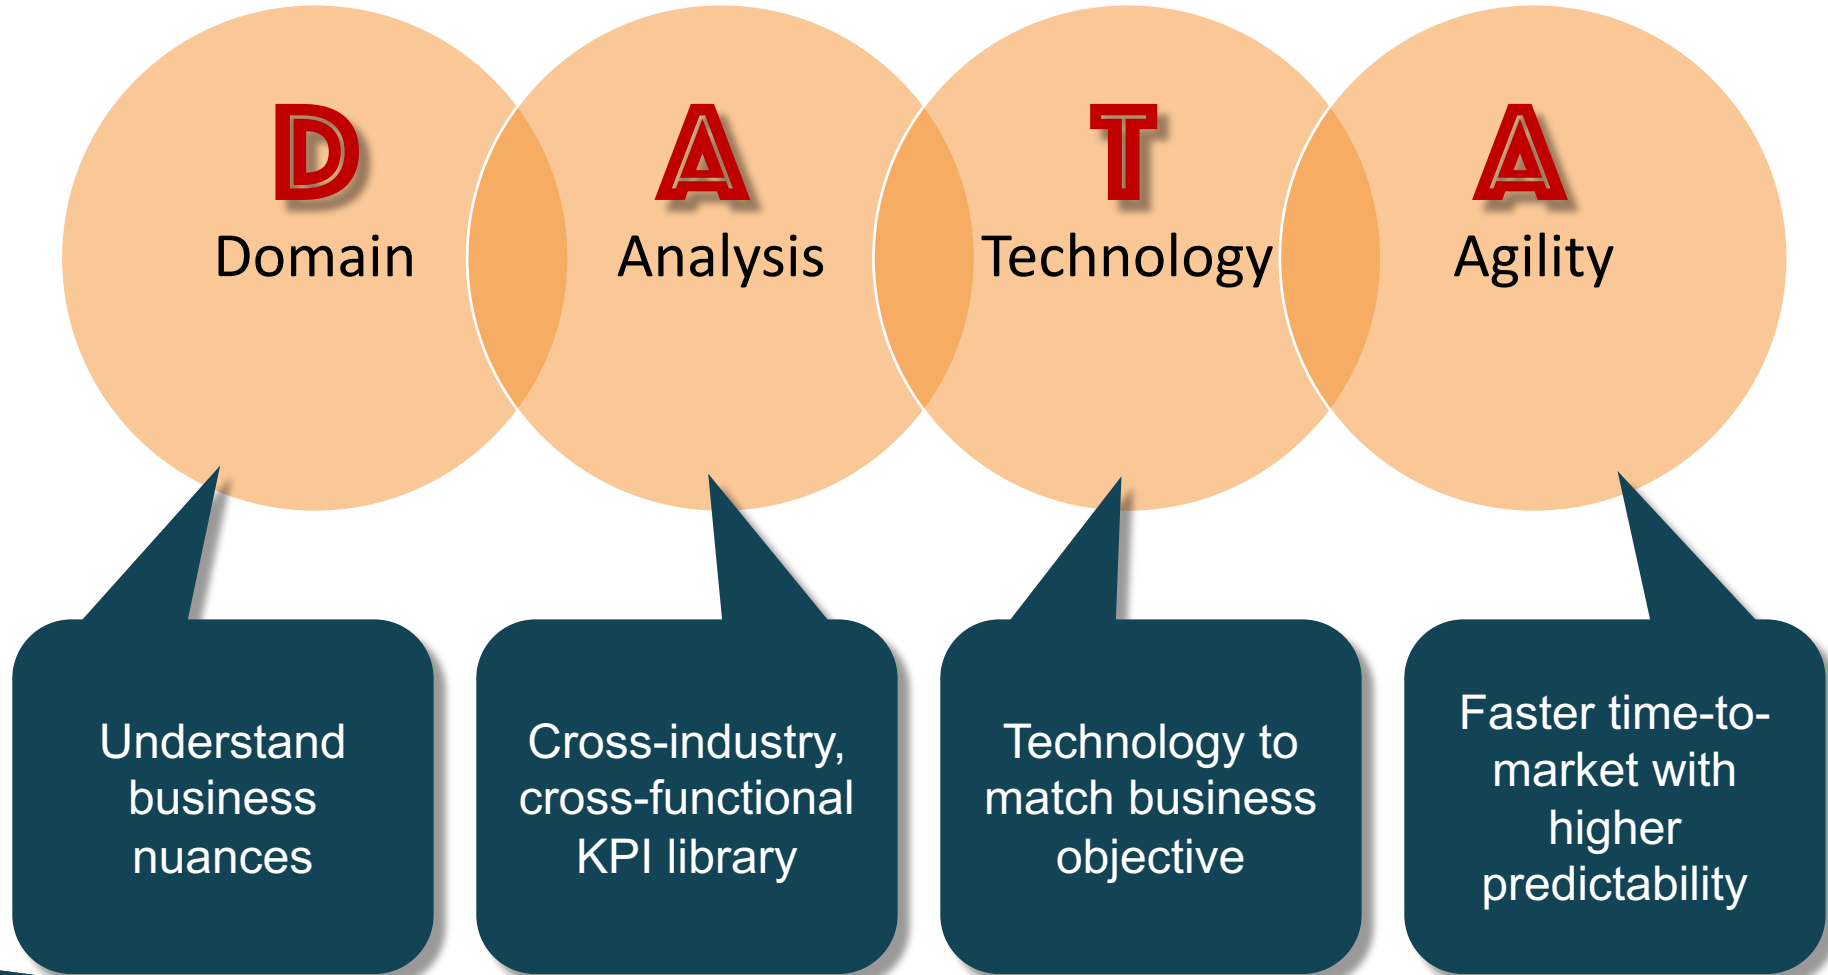 D
Domain
A
Analysis
T
Technology
A
Agility
Understand
business
nuances
Cross-industry,
cross-functional
KPI library
Technology to
match business
objective
Faster time-to-
market with
higher
predictability